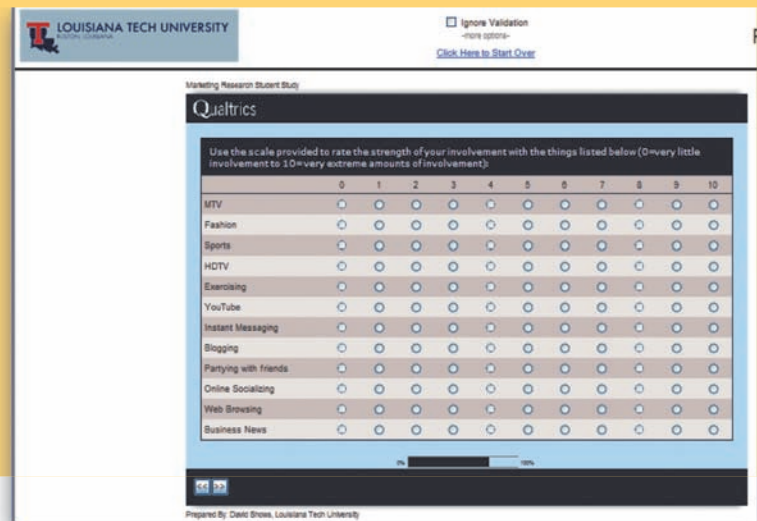 LOUISIANA TECH UNIVERSITY
RUSTON, LOUISIANA
Ignore Validation
-more options-
Click Here to Start Over
Marketing Research Student Study
Qualtrics
Use the scale provided to rate the strength of your involvement with the things listed below (0=very little
involvement to 10=very extreme amounts of involvement):
0 1 2 3 4 5 6 7 8 9 10
MTV
Fashion
Sports
HDTV
Exercising
YouTube
Instant Messaging
Blogging
Partying with friends
Online Socializing
Web Browsing
Business News
0% 100%
<< >>
Prepared By: David Shows, Louisiana Tech University